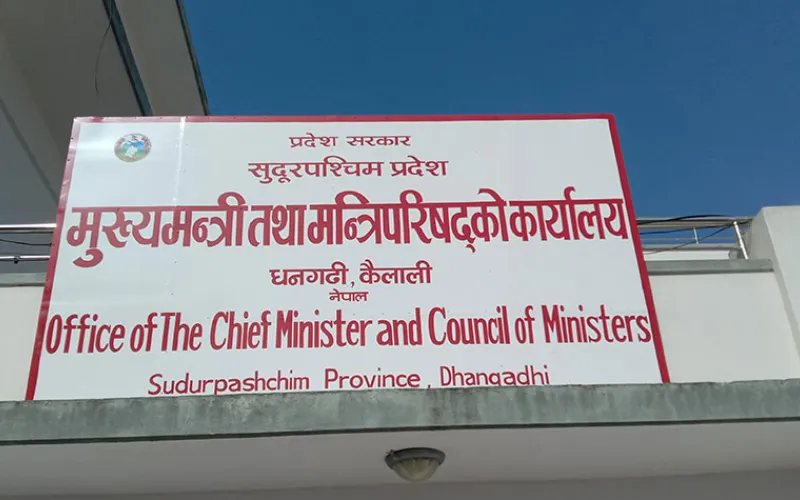 प्रदेश सरकार
सुदूरपश्चिम प्रदेश
मुख्यमन्त्री तथा मन्त्रिपरिषद्को कार्यालय
धनगढी, कैलाली
नेपाल
Office of The Chief Minister and Council of Ministers
Sudurpashchim Province, Dhangadhi